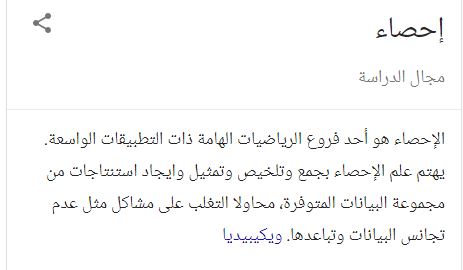 إحصاء
مجال الدراسة
الإحصاء هو أحد فروع الرياضيات الهامة ذات التطبيقات الواسعة.
يهتم علم الإحصاء بجمع وتلخيص وتمثيل وايجاد استنتاجات من
مجموعة البيانات المتوفرة، محاولا التغلب على مشاكل مثل عدم
تجانس البيانات وتباعدها. ويكيبيديا